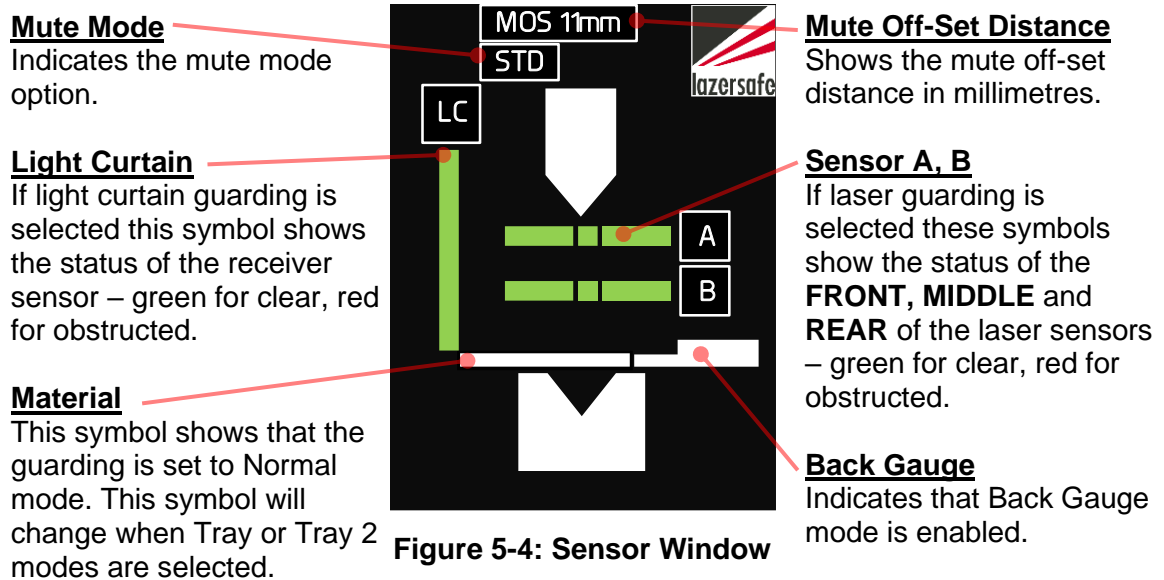 Mute Mode
Indicates the mute mode
option.
Light Curtain
If light curtain guarding is
selected this symbol shows
the status of the receiver
sensor – green for clear, red
for obstructed.
Material
This symbol shows that the
guarding is set to Normal
mode. This symbol will
change when Tray or Tray 2
modes are selected.
MOS 11mm
STD
lazersafe
LC
A
B
Figure 5-4: Sensor Window
Mute Off-Set Distance
Shows the mute off-set
distance in millimetres.
Sensor A, B
If laser guarding is
selected these symbols
show the status of the
FRONT, MIDDLE and
REAR of the laser sensors
– green for clear, red for
obstructed.
Back Gauge
Indicates that Back Gauge
mode is enabled.